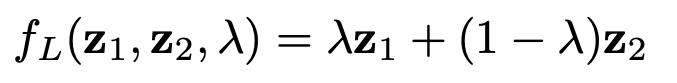 f_L(𝐳₁, 𝐳₂, λ) = λ𝐳₁ + (1 − λ)𝐳₂